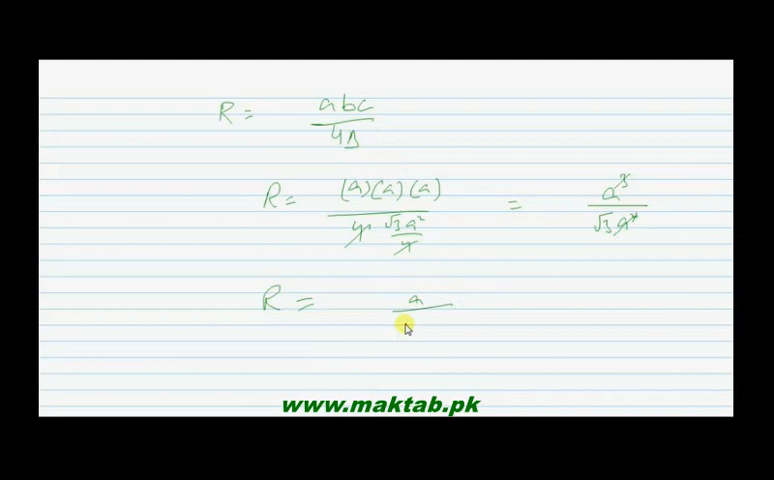 R = abc / 4Δ
R = (a)(a)(a) / 4 · √3a² / 4 = a³ / √3a²
R = a /
www.maktab.pk